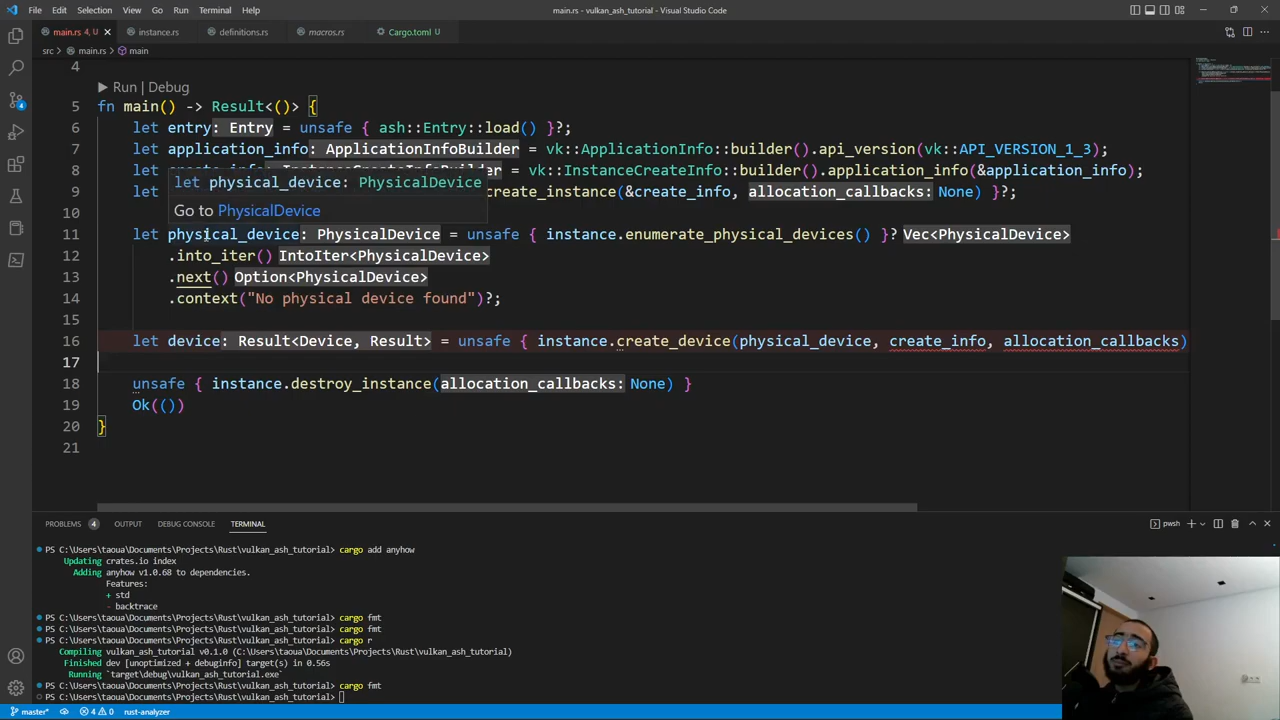 File Edit Selection View Go Run Terminal Help
main.rs - vulkan_ash_tutorial - Visual Studio Code
main.rs 4, U
instance.rs
definitions.rs
macros.rs
Cargo.toml U
src > main.rs > main
4
Run | Debug
5 fn main() -> Result<()> {
6 let entry: Entry = unsafe { ash::Entry::load() }?;
7 let application_info: ApplicationInfoBuilder = vk::ApplicationInfo::builder().api_version(vk::API_VERSION_1_3);
8 let = vk::InstanceCreateInfo::builder().application_info(&application_info);
let physical_device: PhysicalDevice
9 let create_instance(&create_info, allocation_callbacks: None) }?;
10
Go to PhysicalDevice
11 let physical_device: PhysicalDevice = unsafe { instance.enumerate_physical_devices() }? Vec<PhysicalDevice>
12 .into_iter() IntoIter<PhysicalDevice>
13 .next() Option<PhysicalDevice>
14 .context("No physical device found")?;
15
16 let device: Result<Device, Result> = unsafe { instance.create_device(physical_device, create_info, allocation_callbacks)
17
18 unsafe { instance.destroy_instance(allocation_callbacks: None) }
19 Ok(())
20 }
21
PROBLEMS 4 OUTPUT DEBUG CONSOLE TERMINAL
pwsh
PS C:\Users\taoua\Documents\Projects\Rust\vulkan_ash_tutorial> cargo add anyhow
Updating crates.io index
Adding anyhow v1.0.68 to dependencies.
Features:
+ std
- backtrace
PS C:\Users\taoua\Documents\Projects\Rust\vulkan_ash_tutorial> cargo fmt
PS C:\Users\taoua\Documents\Projects\Rust\vulkan_ash_tutorial> cargo fmt
PS C:\Users\taoua\Documents\Projects\Rust\vulkan_ash_tutorial> cargo r
Compiling vulkan_ash_tutorial v0.1.0 (C:\Users\taoua\Documents\Projects\Rust\vulkan_ash_tutorial)
Finished dev [unoptimized + debuginfo] target(s) in 0.56s
Running `target\debug\vulkan_ash_tutorial.exe`
PS C:\Users\taoua\Documents\Projects\Rust\vulkan_ash_tutorial> cargo fmt
PS C:\Users\taoua\Documents\Projects\Rust\vulkan_ash_tutorial>
master* 4 0 rust-analyzer